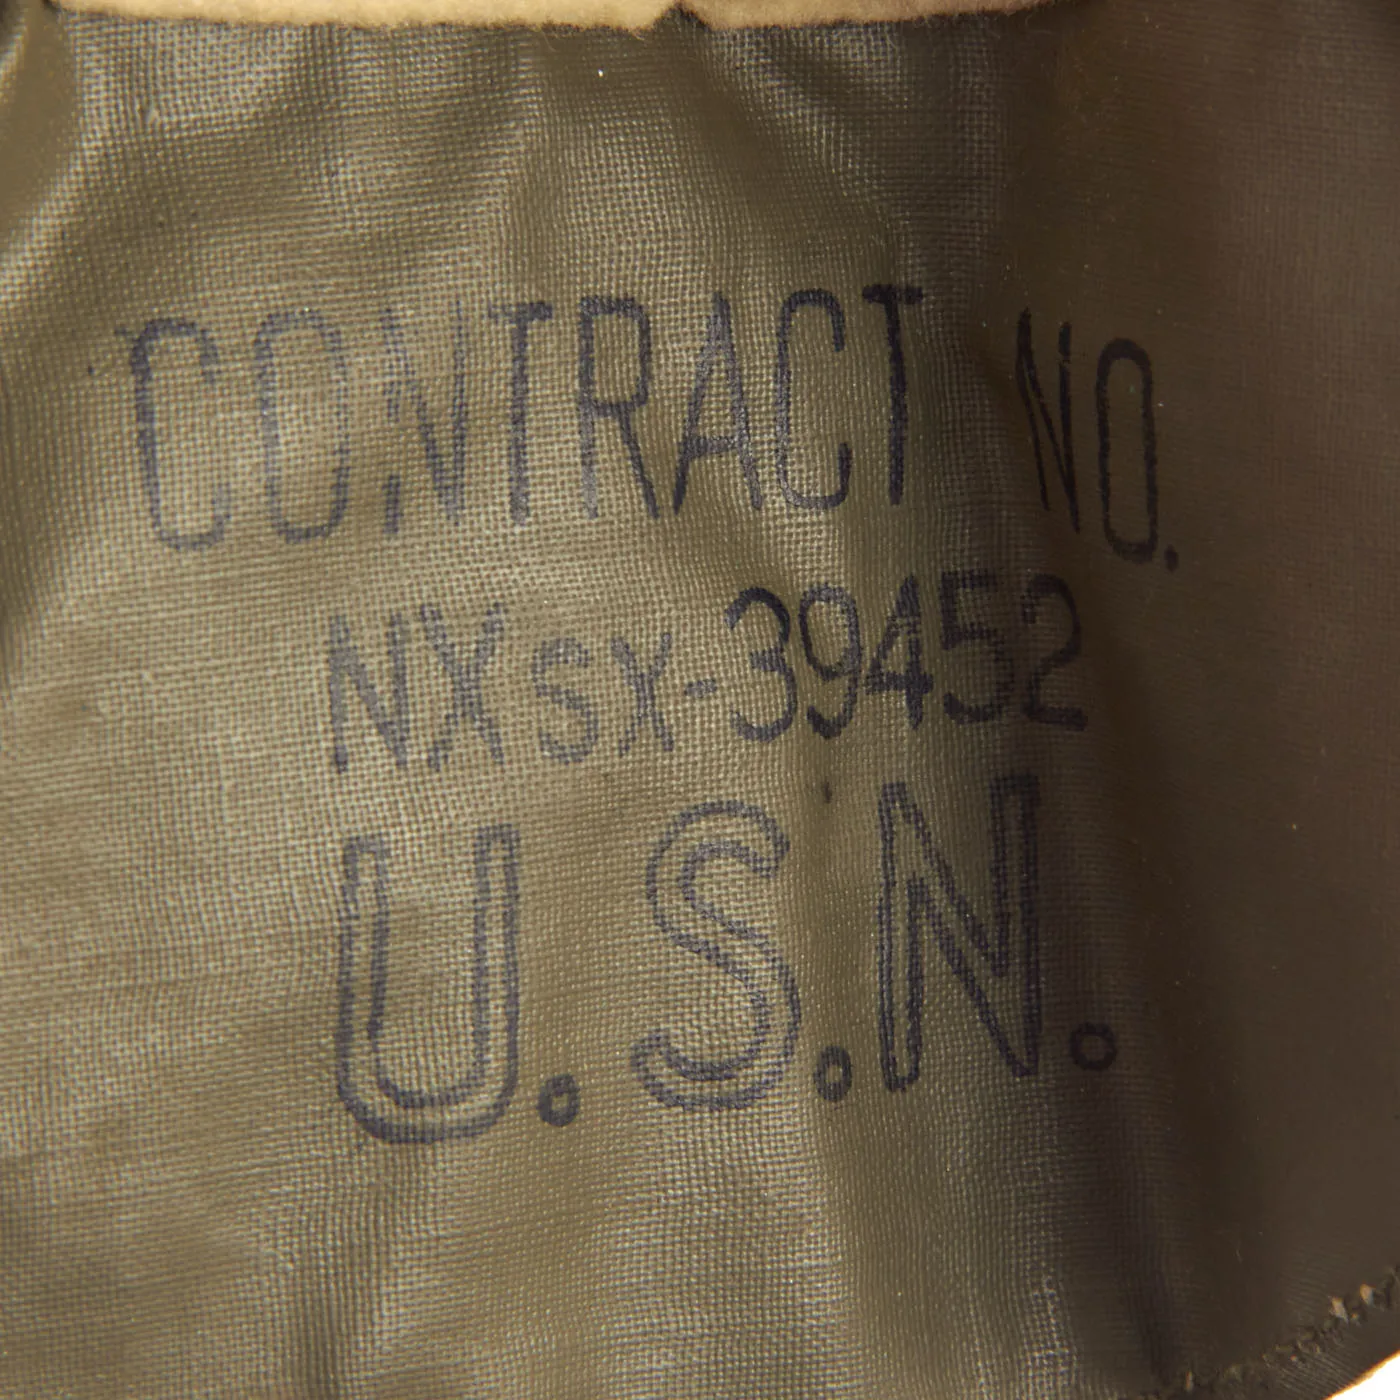 CONTRACT NO.
NXSX-39452
U.S.N.